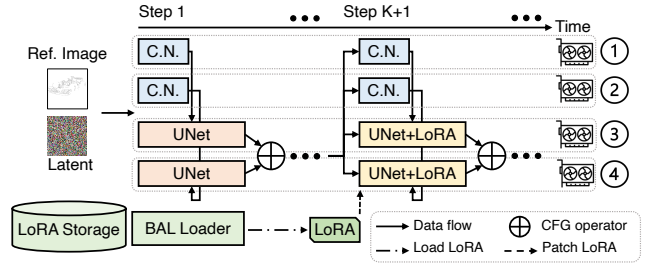 Step 1
Step K+1
Time
Ref. Image
Latent
C.N.
C.N.
1
C.N.
C.N.
2
UNet
UNet+LoRA
3
UNet
UNet+LoRA
4
LoRA Storage
BAL Loader
LoRA
Data flow
CFG operator
Load LoRA
Patch LoRA